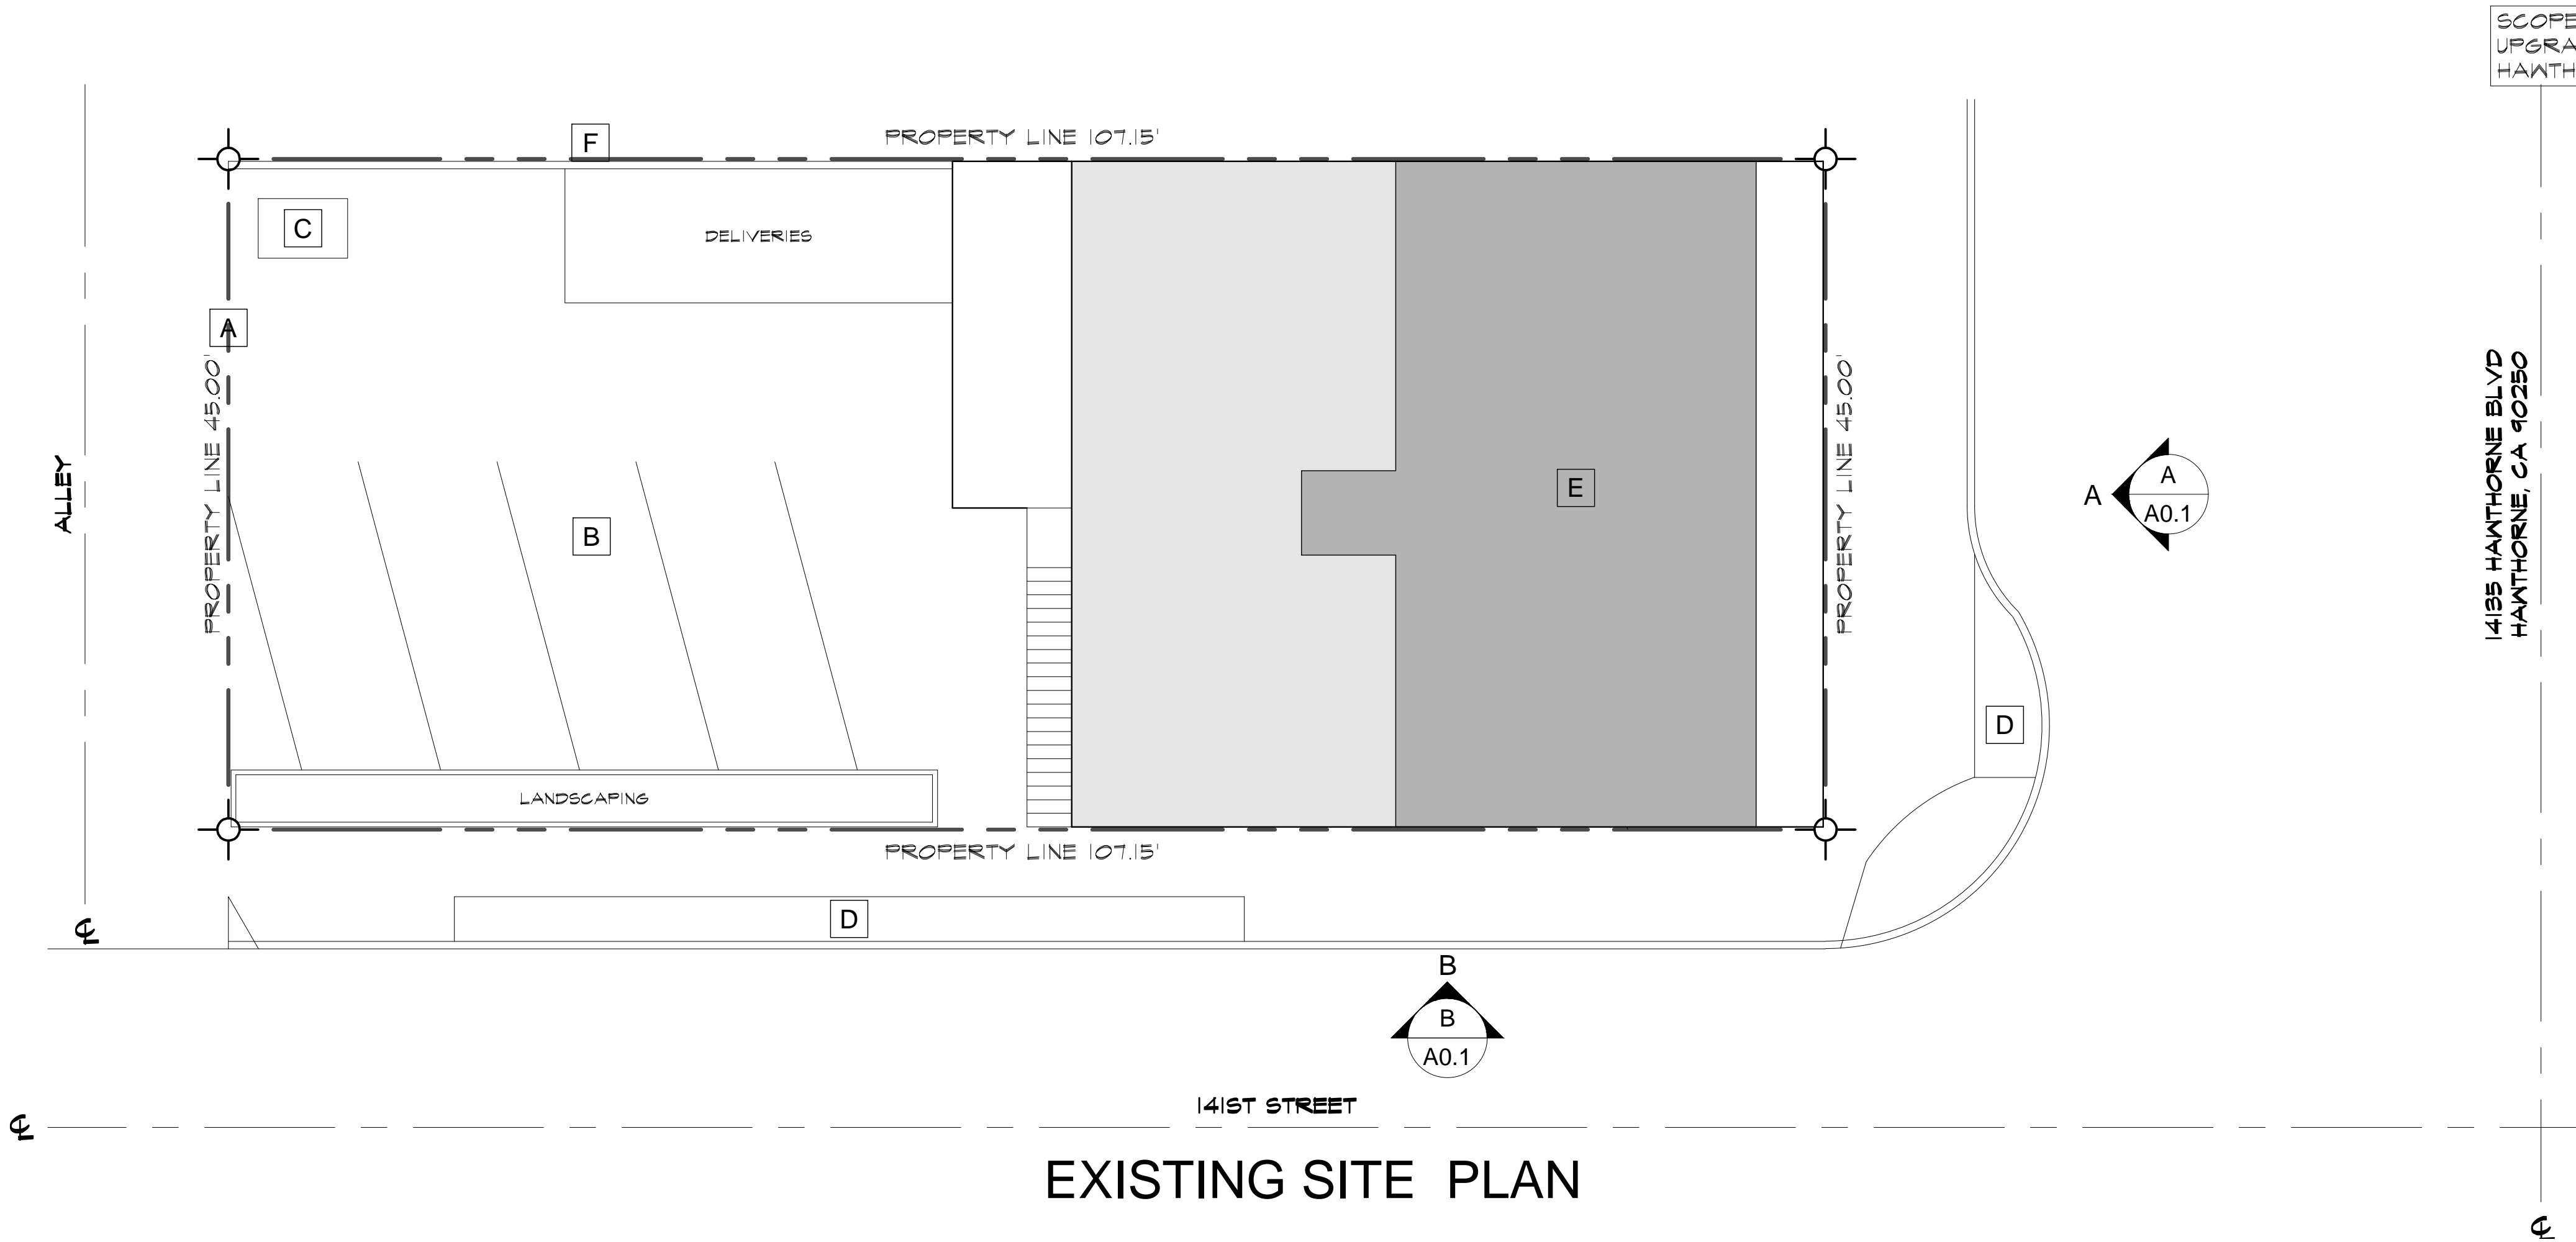 SCOPE
UPGRA
HAWTH
F
PROPERTY LINE 107.15'
C
DELIVERIES
A
PROPERTY LINE 45.00'
ALLEY
B
E
PROPERTY LINE 45.00'
A
A
A0.1
14135 HAWTHORNE BLVD
HAWTHORNE, CA 90250
D
LANDSCAPING
PROPERTY LINE 107.15'
D
℄
B
B
A0.1
141ST STREET
℄
EXISTING SITE PLAN
℄